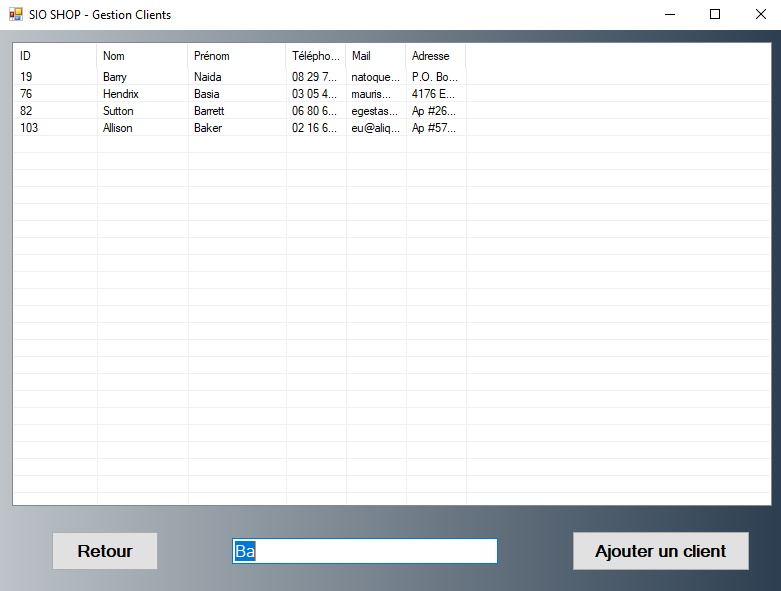 SIO SHOP - Gestion Clients
ID Nom Prénom Télépho... Mail Adresse
19 Barry Naida 08 29 7... natoque... P.O. Bo...
76 Hendrix Basia 03 05 4... mauris... 4176 E...
82 Sutton Barrett 06 80 6... egestas... Ap #26...
103 Allison Baker 02 16 6... eu@aliq... Ap #57...
Retour Ba Ajouter un client